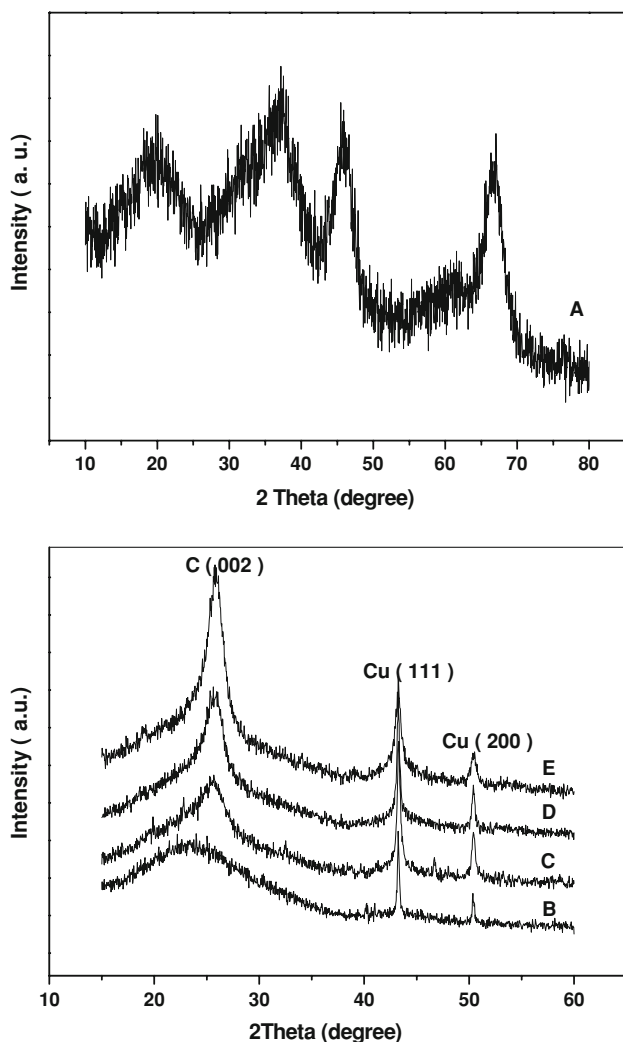 Intensity ( a. u. )
A
10 20 30 40 50 60 70 80
2 Theta (degree)
C ( 002 )
Cu ( 111 )
Cu ( 200 )
Intensity ( a.u.)
E
D
C
B
10 20 30 40 50 60
2Theta (degree)